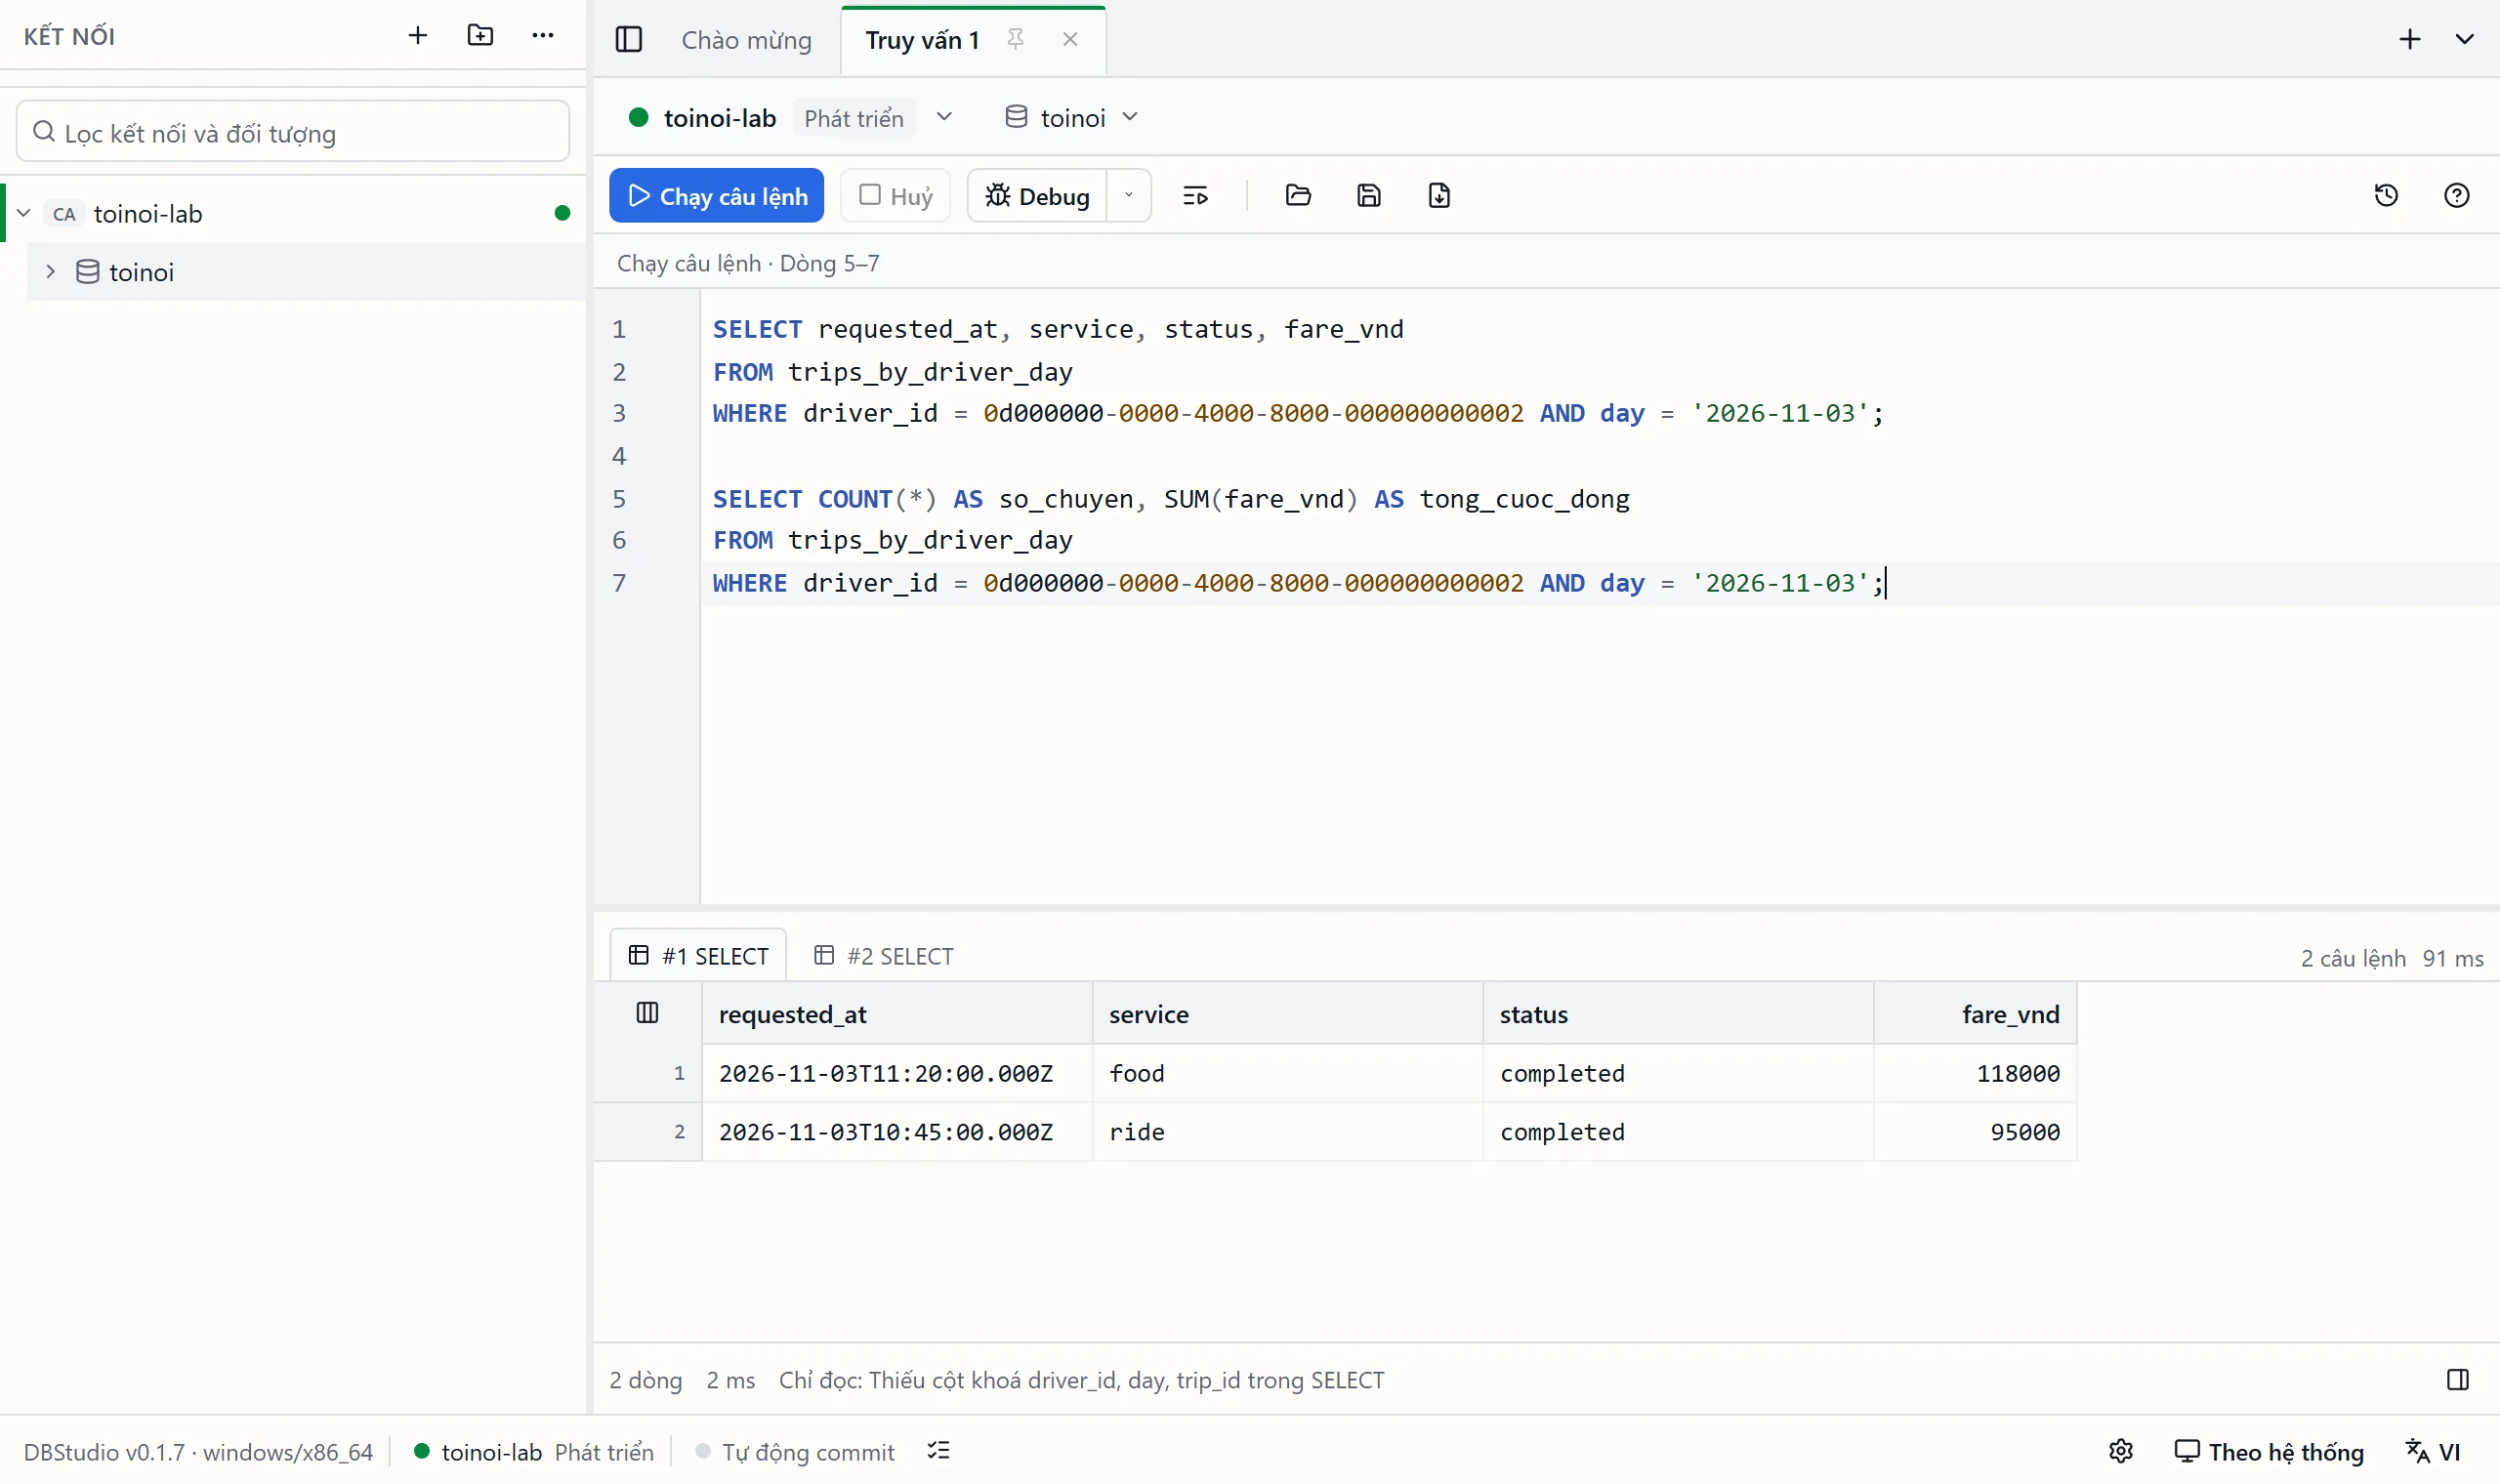 KẾT NỐI
Lọc kết nối và đối tượng
CA toinoi-lab
toinoi
Chào mừng
Truy vấn 1
toinoi-lab Phát triển toinoi
Chạy câu lệnh Huỷ Debug
Chạy câu lệnh · Dòng 5–7
1 SELECT requested_at, service, status, fare_vnd
2 FROM trips_by_driver_day
3 WHERE driver_id = 0d000000-0000-4000-8000-000000000002 AND day = '2026-11-03';
4
5 SELECT COUNT(*) AS so_chuyen, SUM(fare_vnd) AS tong_cuoc_dong
6 FROM trips_by_driver_day
7 WHERE driver_id = 0d000000-0000-4000-8000-000000000002 AND day = '2026-11-03';
#1 SELECT #2 SELECT 2 câu lệnh 91 ms
requested_at service status fare_vnd
1 2026-11-03T11:20:00.000Z food completed 118000
2 2026-11-03T10:45:00.000Z ride completed 95000
2 dòng 2 ms Chỉ đọc: Thiếu cột khoá driver_id, day, trip_id trong SELECT
DBStudio v0.1.7 · windows/x86_64 toinoi-lab Phát triển Tự động commit Theo hệ thống VI